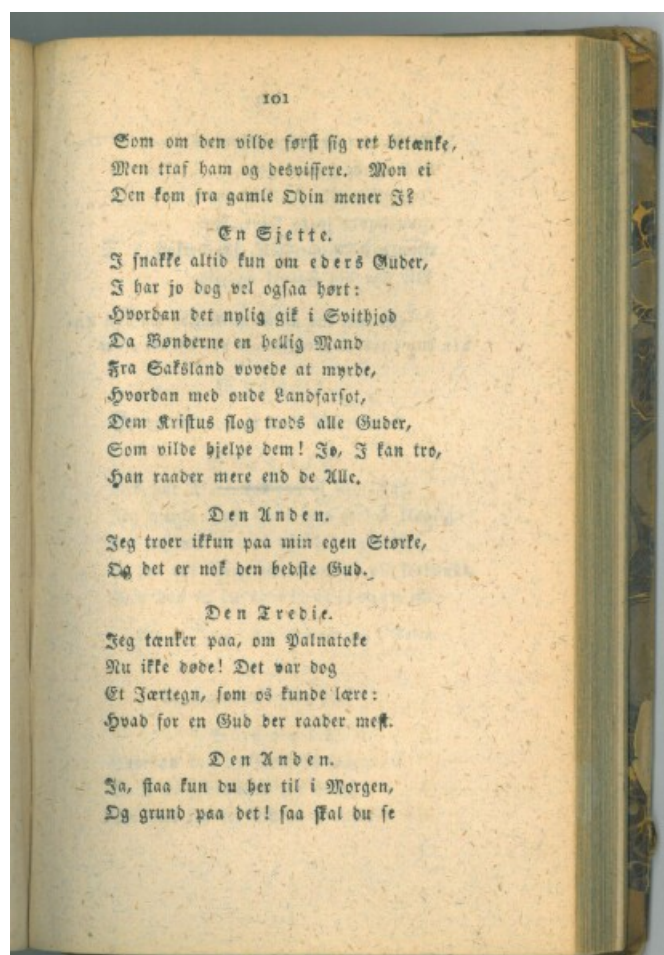 101
Som om den vilde først sig ret betænke,
Men traf ham og desvissere. Mon ei
Den kom fra gamle Odin mener I?
En Sjette.
I snakke altid kun om eders Guder,
I har jo dog vel ogsaa hørt:
Hvordan det nylig gik i Svithjod
Da Bønderne en hellig Mand
Fra Saksland vovede at myrde,
Hvordan med onde Landfarsot,
Dem Kristus slog trods alle Guder,
Som vilde hjelpe dem! Jo, I kan tro,
Han raader mere end de Alle.
Den Anden.
Jeg troer ikkun paa min egen Størke,
Og det er nok den bedste Gud.
Den Tredie.
Jeg tænker paa, om Palnatoke
Nu ikke døde! Det var dog
Et Jærtegn, som os kunde lære:
Hvad for en Gud der raader mest.
Den Anden.
Ja, staa kun du her til i Morgen,
Og grund paa det! saa skal du se